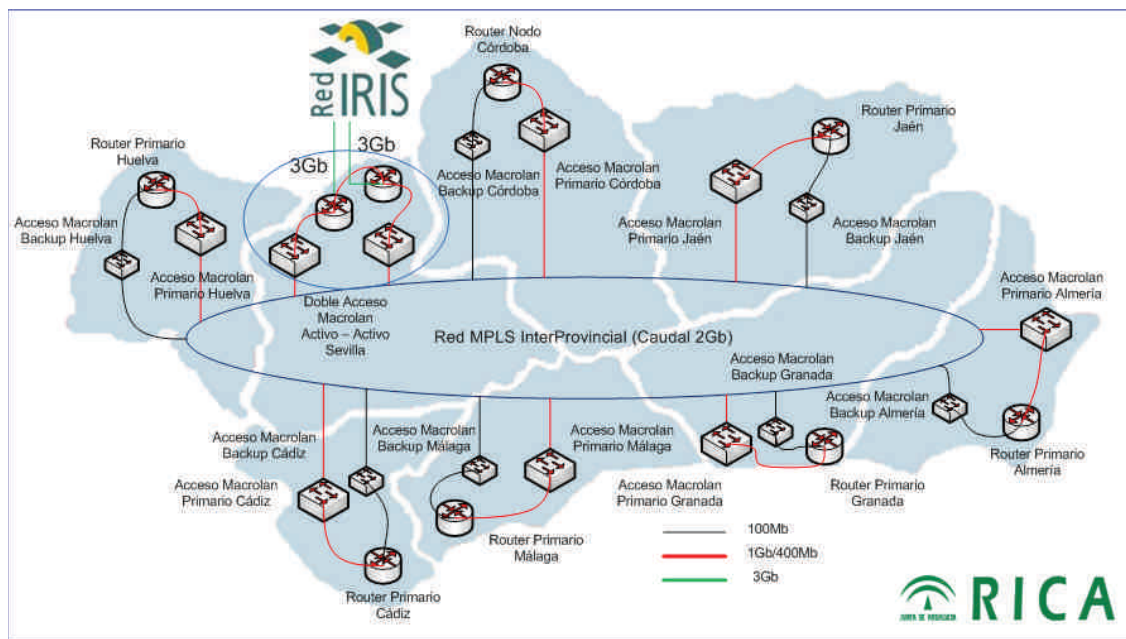 Red
IRIS
Router Nodo
Córdoba
Router Primario
Jaén
Router Primario
Huelva
3Gb
3Gb
Acceso Macrolan
Backup Córdoba
Acceso Macrolan
Primario Córdoba
Acceso Macrolan
Primario Jaén
Acceso Macrolan
Backup Jaén
Acceso Macrolan
Backup Huelva
Acceso Macrolan
Primario Huelva
Acceso Macrolan
Primario Almería
Doble Acceso
Macrolan
Activo – Activo
Sevilla
Red MPLS InterProvincial (Caudal 2Gb)
Acceso Macrolan
Backup Granada
Acceso Macrolan
Backup Almería
Acceso Macrolan
Backup Cádiz
Acceso Macrolan
Backup Málaga
Acceso Macrolan
Primario Málaga
Acceso Macrolan
Primario Cádiz
Acceso Macrolan
Primario Granada
Router Primario
Granada
Router Primario
Almería
Router Primario
Málaga
Router Primario
Cádiz
100Mb
1Gb/400Mb
3Gb
JUNTA DE ANDALUCIA
RICA